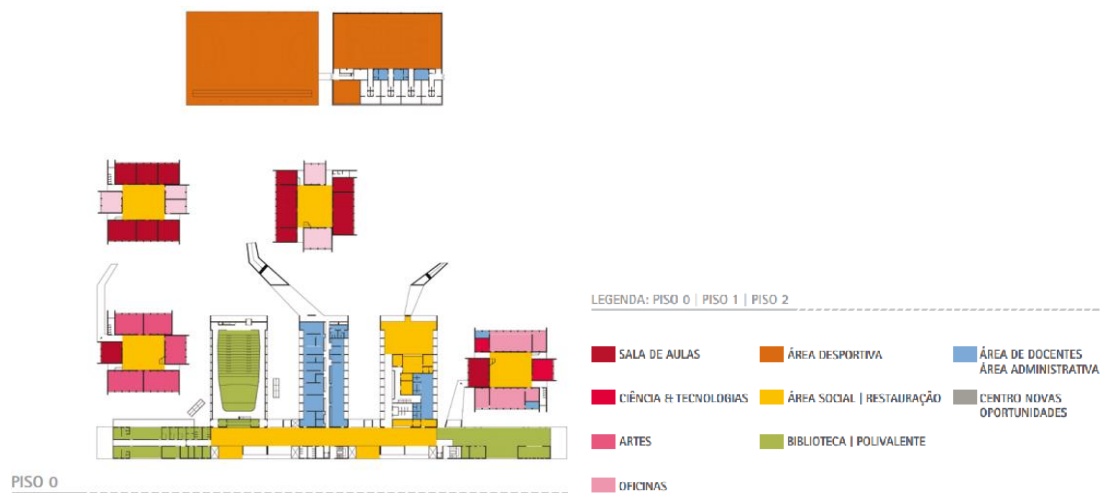 LEGENDA: PISO 0 | PISO 1 | PISO 2
SALA DE AULAS
ÁREA DESPORTIVA
ÁREA DE DOCENTES
ÁREA ADMINISTRATIVA
CIÊNCIA & TECNOLOGIAS
ÁREA SOCIAL | RESTAURAÇÃO
CENTRO NOVAS
OPORTUNIDADES
ARTES
BIBLIOTECA | POLIVALENTE
OFICINAS
PISO 0